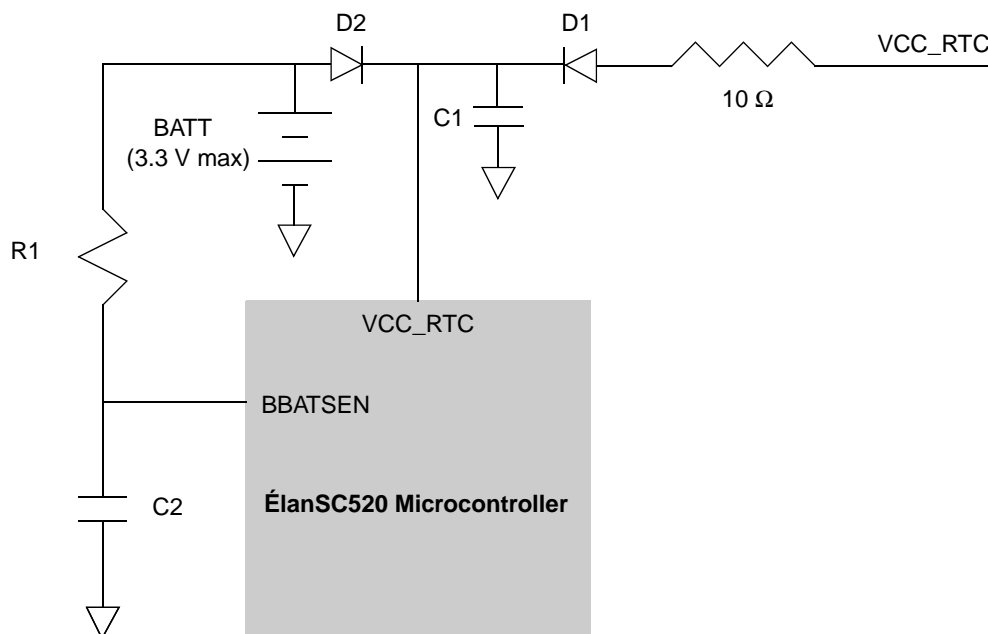 D2
D1
VCC_RTC
10 Ω
C1
BATT
(3.3 V max)
R1
VCC_RTC
BBATSEN
ÉlanSC520 Microcontroller
C2